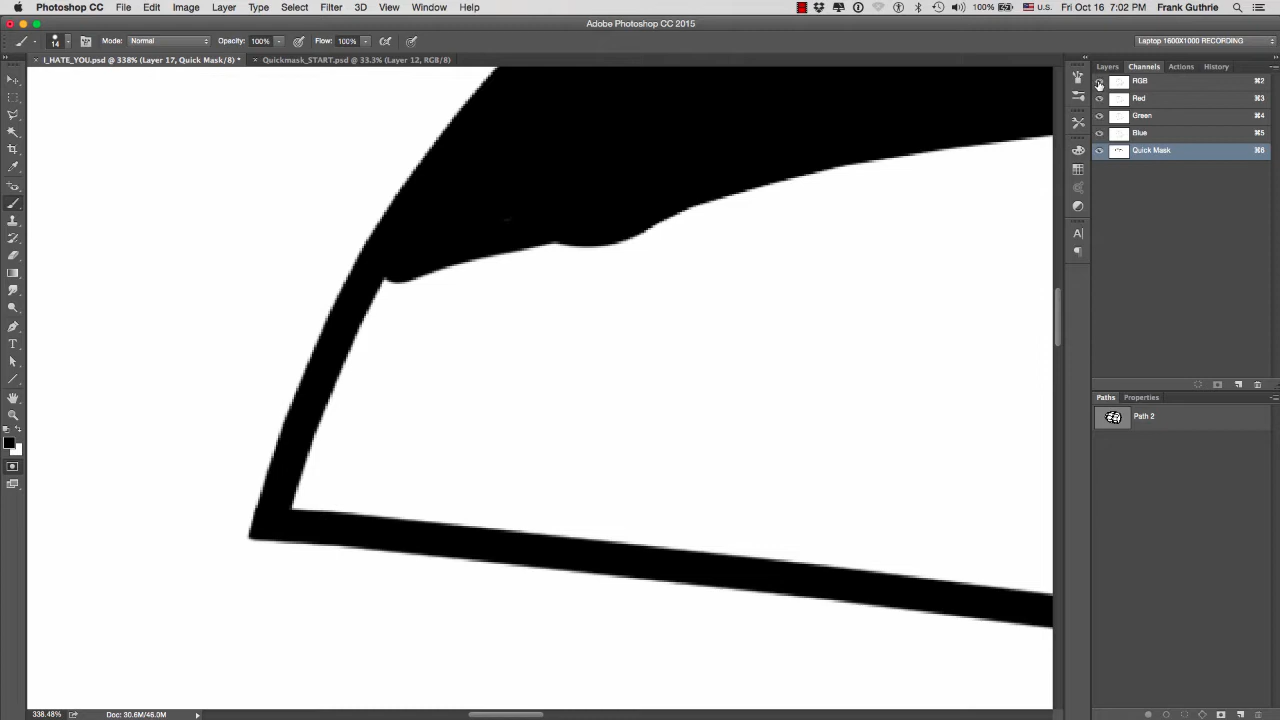 Photoshop CC File Edit Image Layer Type Select Filter 3D View Window Help 100% U.S. Fri Oct 16 7:02 PM Frank Guthrie
Adobe Photoshop CC 2015
14 Mode: Normal Opacity: 100% Flow: 100% Laptop 1600X1000 RECORDING
× I_HATE_YOU.psd @ 338% (Layer 17, Quick Mask/8) * × Quickmask_START.psd @ 33.3% (Layer 12, RGB/8)
Layers Channels Actions History
RGB ⌘2
Red ⌘3
Green ⌘4
Blue ⌘5
Quick Mask ⌘6
Paths Properties
Path 2
338.48% Doc: 30.6M/46.0M